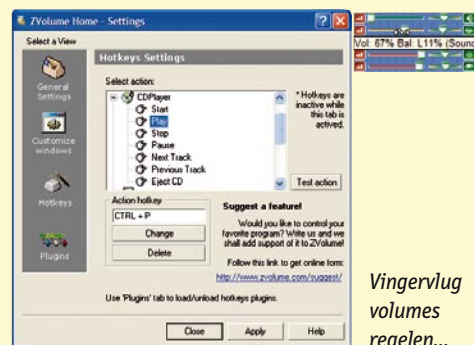 ZVolume Home - Settings
Select a View
General
Settings
Customize
windows
Hotkeys
Plugins
Hotkeys Settings
Select action:
CDPlayer
Start
Play
Stop
Pause
Next Track
Previous Track
Eject CD
* Hotkeys are
inactive while
this tab is
actived.
Test action
Action hotkey
CTRL + P
Change
Delete
Suggest a feature!
Would you like to control your
favorite program? Write us and we
shall add support of it to ZVolume!
Follow this link to get online form:
http://www.zvolume.com/suggest/
Use 'Plugins' tab to load/unload hotkeys plugins.
Close
Apply
Help
Vol: 67% Bal: L11% (Sound
Vingervlug
volumes
regelen...